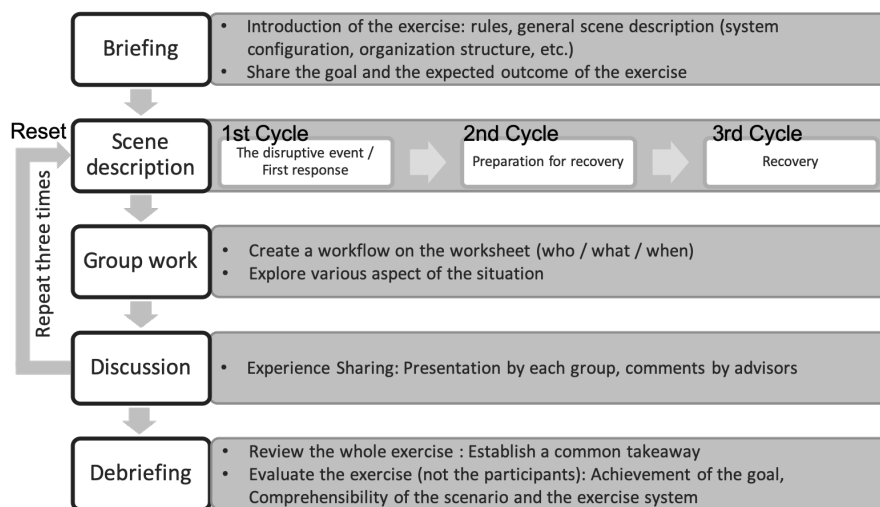 Briefing
• Introduction of the exercise: rules, general scene description (system
configuration, organization structure, etc.)
• Share the goal and the expected outcome of the exercise
Reset
Repeat three times
Scene
description
1st Cycle
The disruptive event /
First response
2nd Cycle
Preparation for recovery
3rd Cycle
Recovery
Group work
• Create a workflow on the worksheet (who / what / when)
• Explore various aspect of the situation
Discussion
• Experience Sharing: Presentation by each group, comments by advisors
Debriefing
• Review the whole exercise : Establish a common takeaway
• Evaluate the exercise (not the participants): Achievement of the goal,
Comprehensibility of the scenario and the exercise system